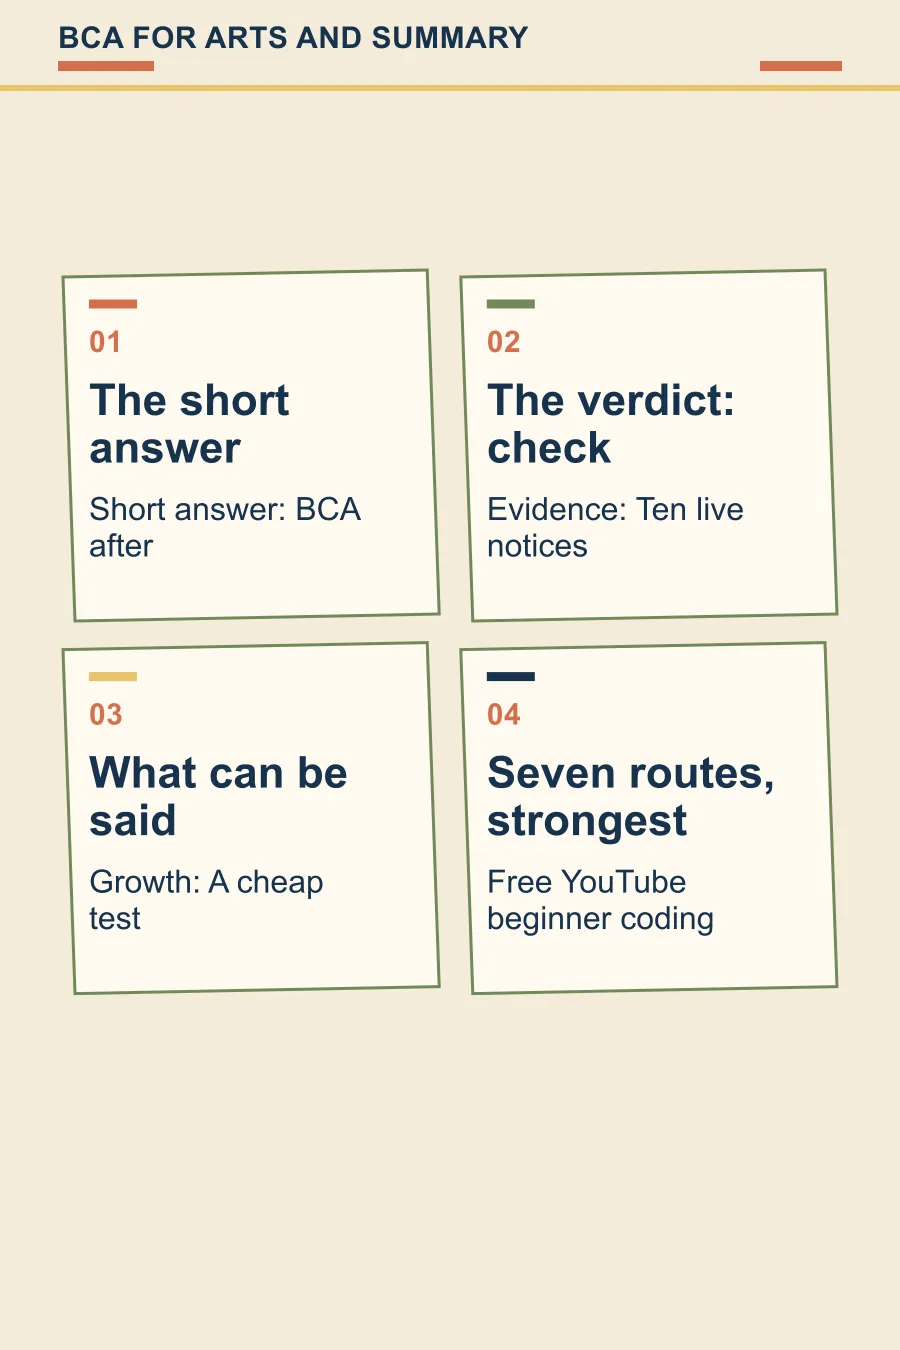 BCA FOR ARTS AND SUMMARY
01
The short
answer
Short answer: BCA
after
02
The verdict:
check
Evidence: Ten live
notices
03
What can be
said
Growth: A cheap
test
04
Seven routes,
strongest
Free YouTube
beginner coding